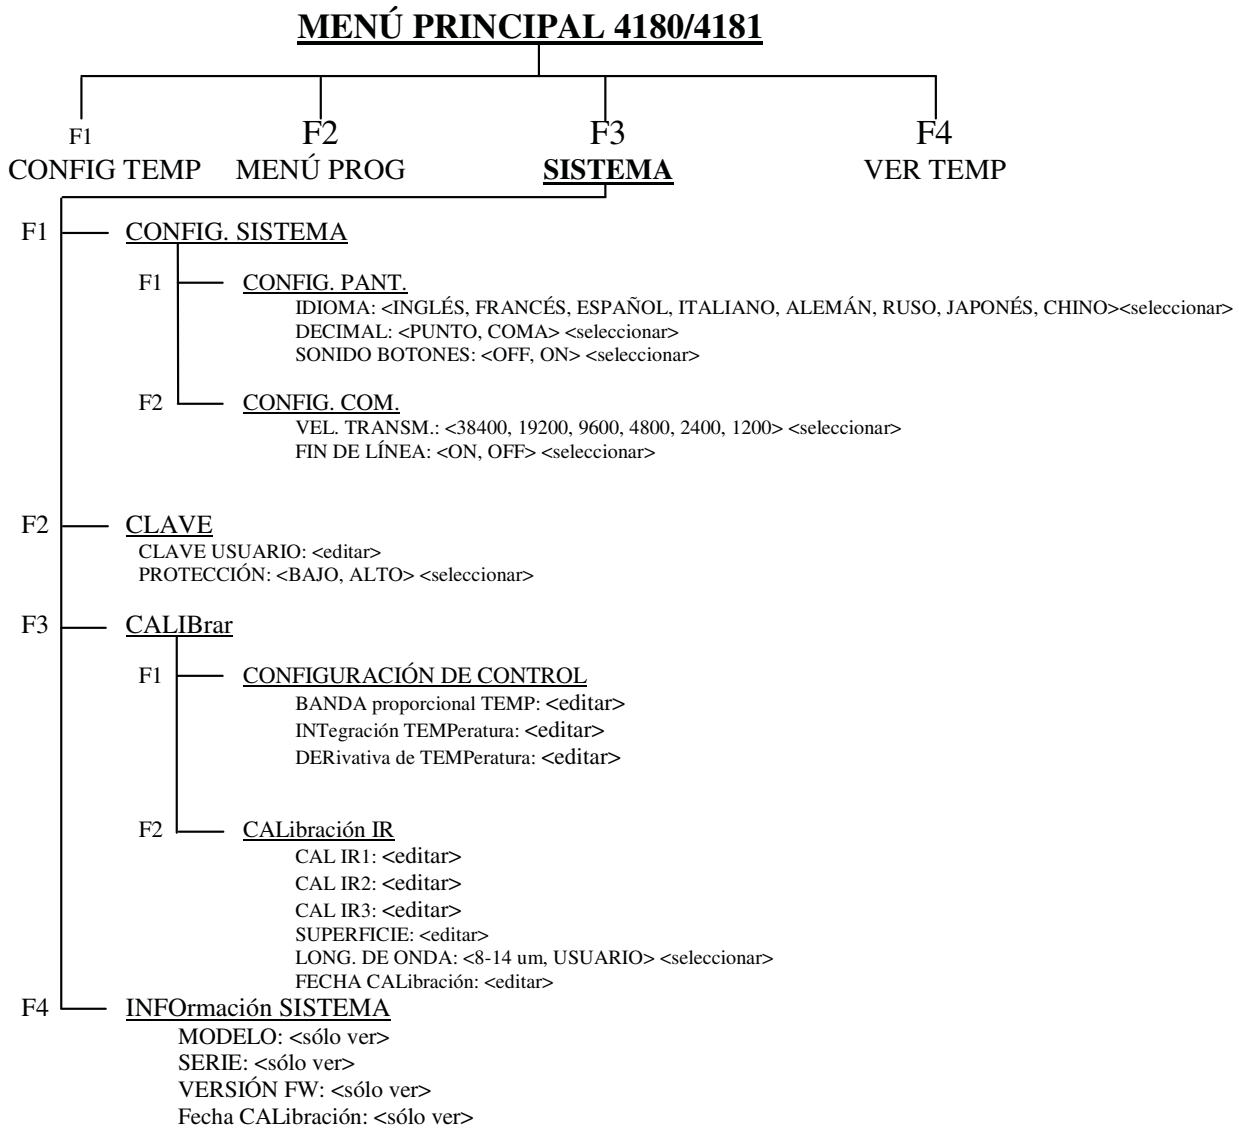 MENÚ PRINCIPAL 4180/4181
F1 F2 F3 F4
CONFIG TEMP MENÚ PROG SISTEMA VER TEMP
F1 CONFIG. SISTEMA
F1 CONFIG. PANT.
IDIOMA: <INGLÉS, FRANCÉS, ESPAÑOL, ITALIANO, ALEMÁN, RUSO, JAPONÉS, CHINO><seleccionar>
DECIMAL: <PUNTO, COMA> <seleccionar>
SONIDO BOTONES: <OFF, ON> <seleccionar>
F2 CONFIG. COM.
VEL. TRANSM.: <38400, 19200, 9600, 4800, 2400, 1200> <seleccionar>
FIN DE LÍNEA: <ON, OFF> <seleccionar>
F2 CLAVE
CLAVE USUARIO: <editar>
PROTECCIÓN: <BAJO, ALTO> <seleccionar>
F3 CALIBrar
F1 CONFIGURACIÓN DE CONTROL
BANDA proporcional TEMP: <editar>
INTegración TEMPeratura: <editar>
DERivativa de TEMPeratura: <editar>
F2 CALibración IR
CAL IR1: <editar>
CAL IR2: <editar>
CAL IR3: <editar>
SUPERFICIE: <editar>
LONG. DE ONDA: <8-14 um, USUARIO> <seleccionar>
FECHA CALibración: <editar>
F4 INFOrmación SISTEMA
MODELO: <sólo ver>
SERIE: <sólo ver>
VERSIÓN FW: <sólo ver>
Fecha CALibración: <sólo ver>